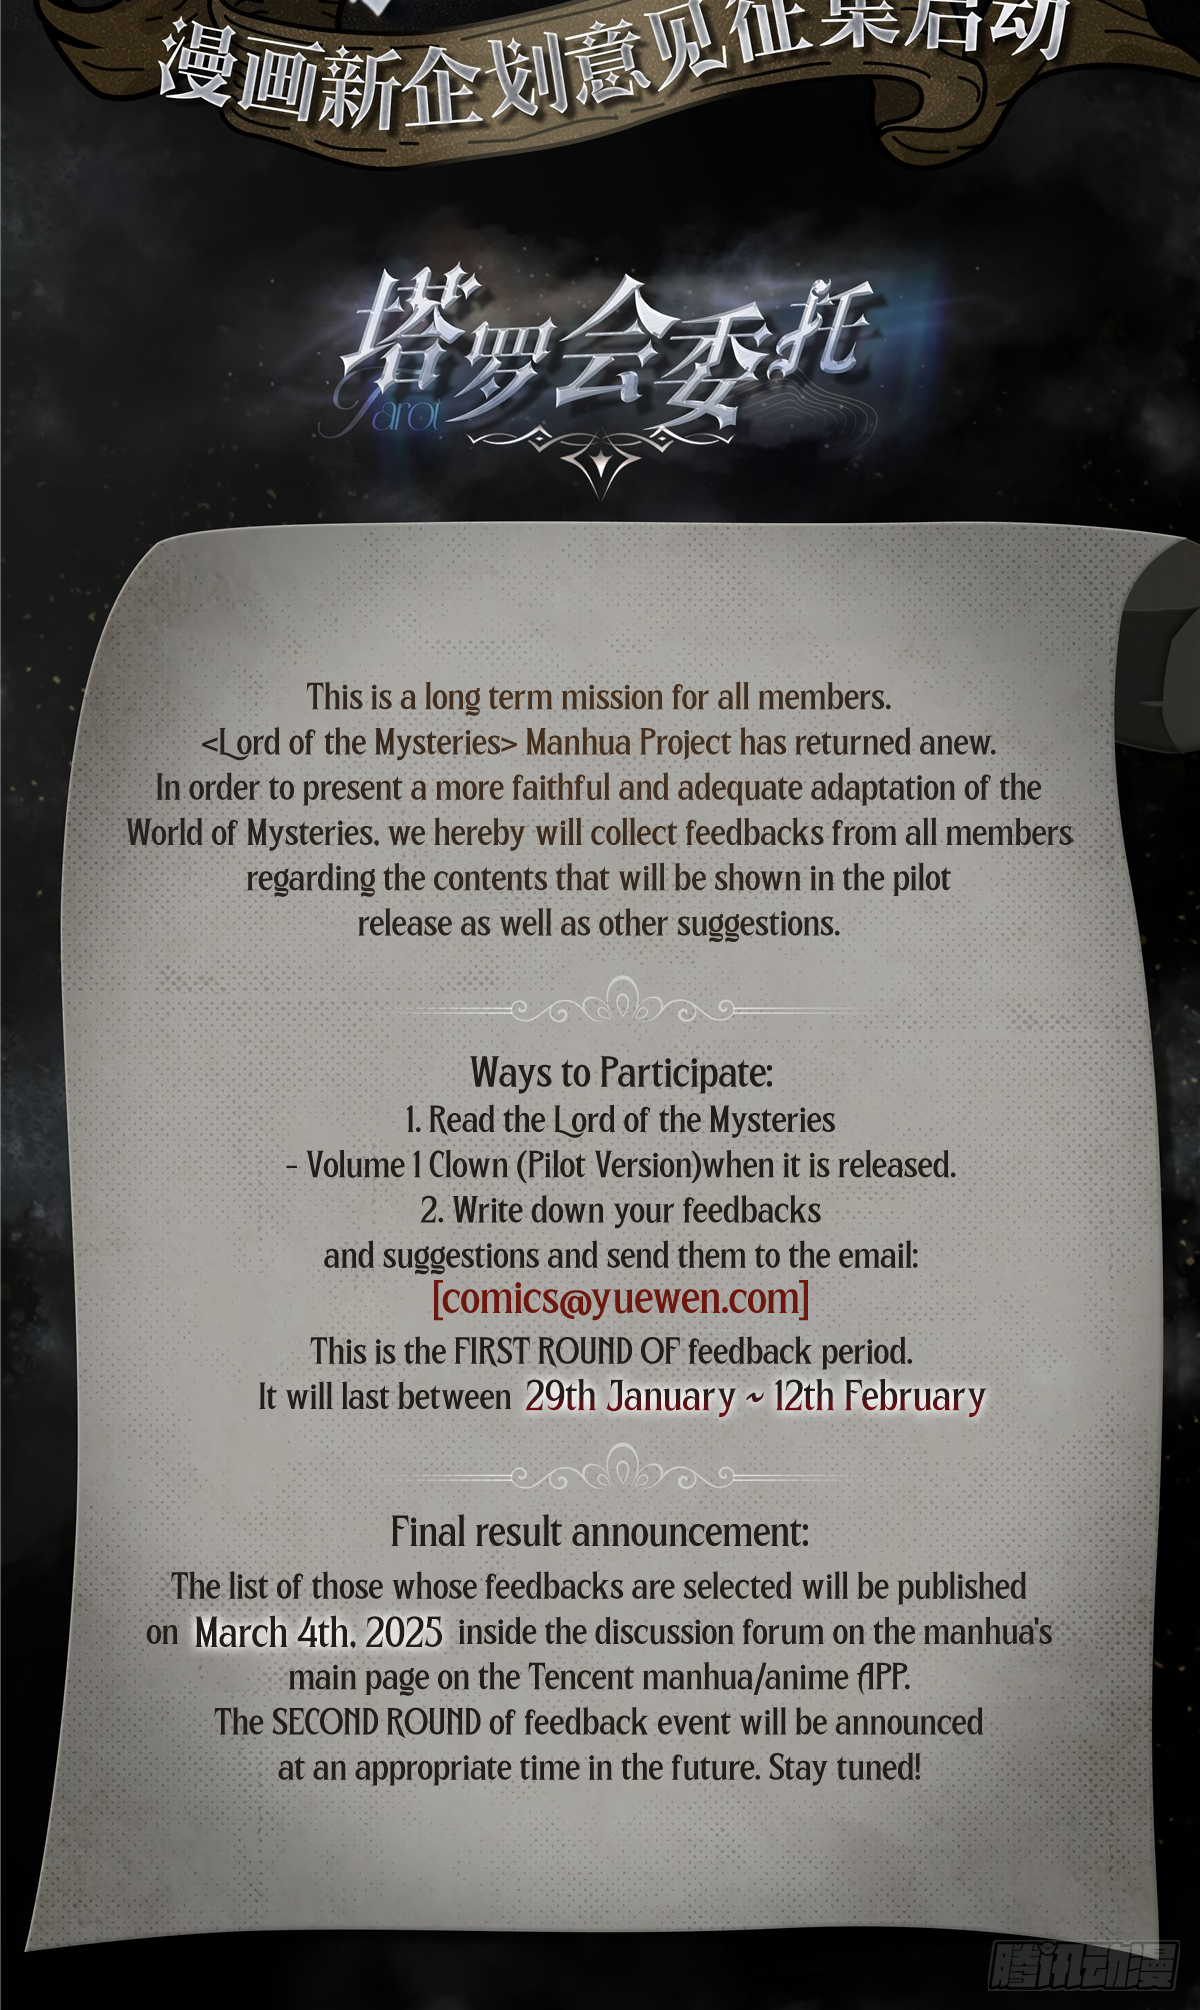 漫画新企划意见征集启动
塔罗会委托
Tarot
This is a long term mission for all members.
<Lord of the Mysteries> Manhua Project has returned anew.
In order to present a more faithful and adequate adaptation of the
World of Mysteries, we hereby will collect feedbacks from all members
regarding the contents that will be shown in the pilot
release as well as other suggestions.
Ways to Participate:
1. Read the Lord of the Mysteries
- Volume 1 Clown (Pilot Version)when it is released.
2. Write down your feedbacks
and suggestions and send them to the email:
[comics@yuewen.com]
This is the FIRST ROUND OF feedback period.
It will last between 29th January ~ 12th February
Final result announcement:
The list of those whose feedbacks are selected will be published
on March 4th, 2025 inside the discussion forum on the manhua's
main page on the Tencent manhua/anime APP.
The SECOND ROUND of feedback event will be announced
at an appropriate time in the future. Stay tuned!
腾讯动漫